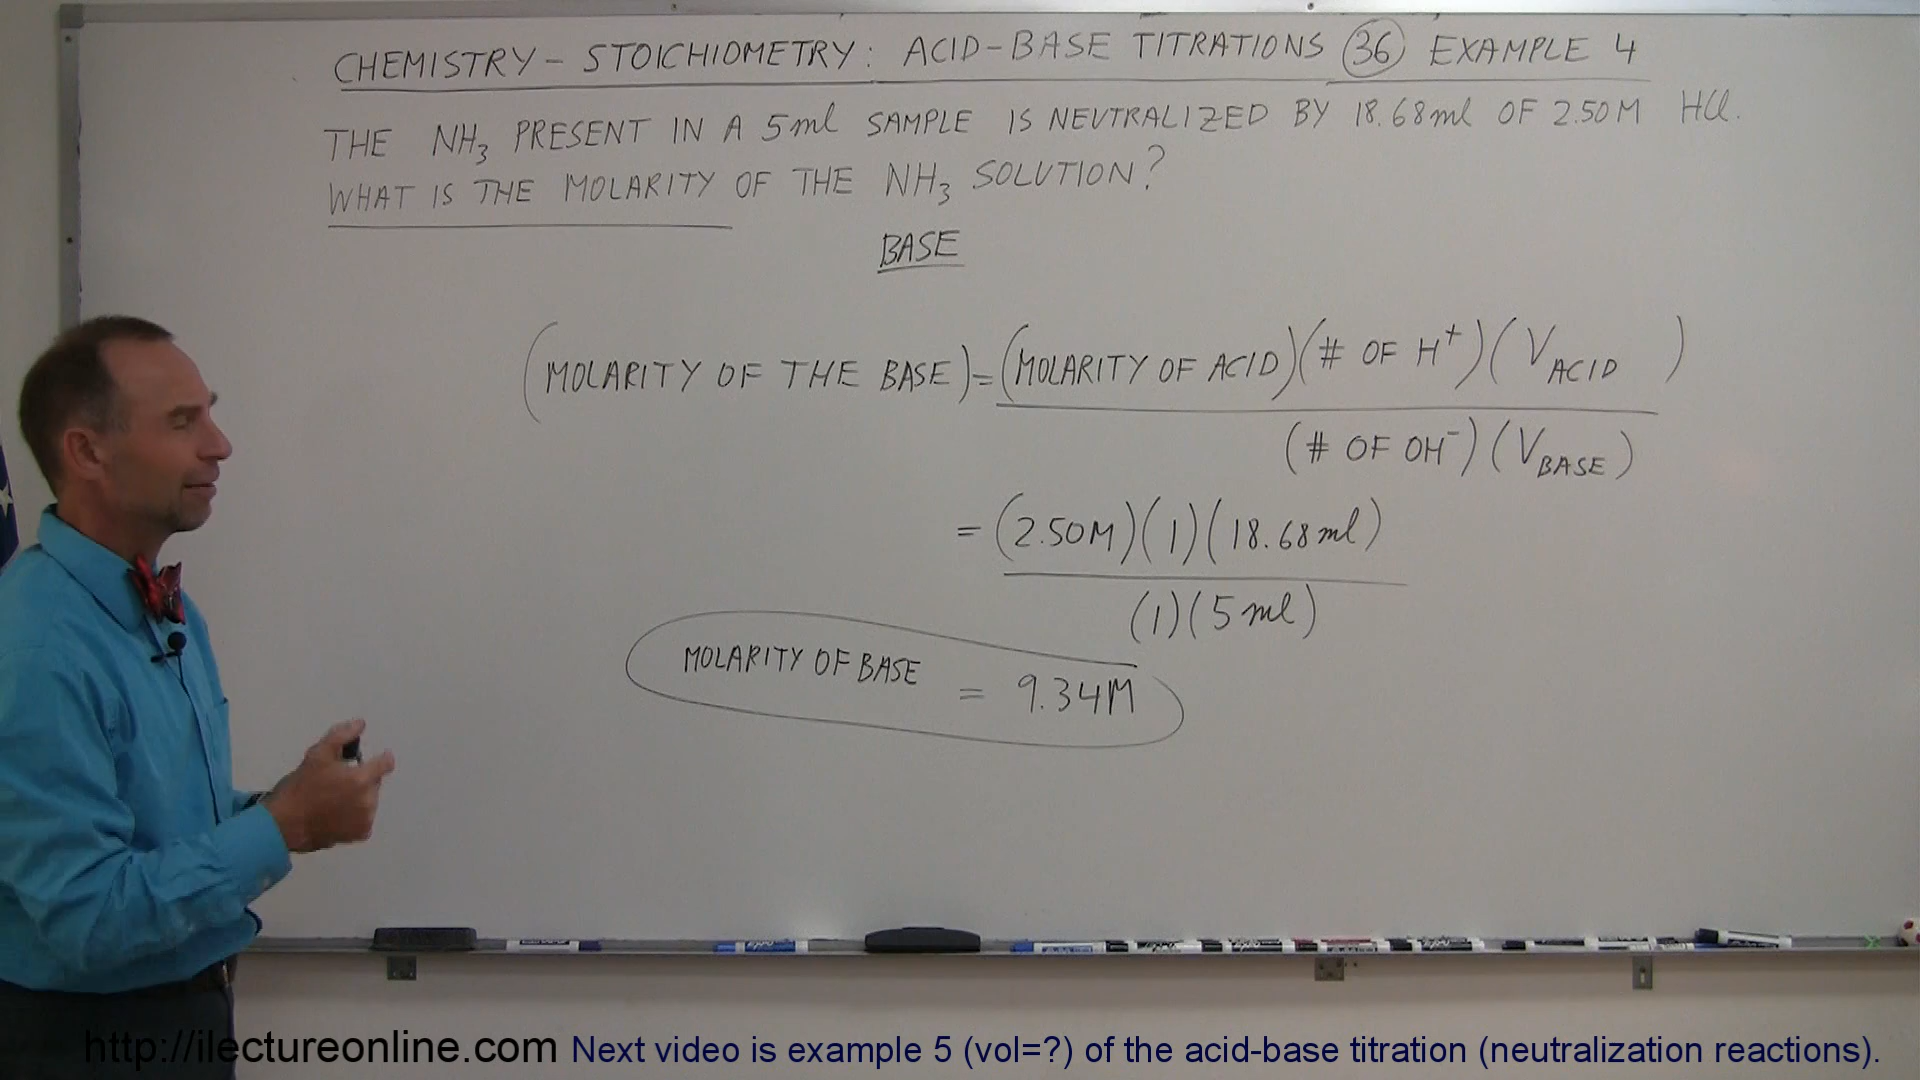 CHEMISTRY - STOICHIOMETRY: ACID-BASE TITRATIONS 36 EXAMPLE 4
THE NH₃ PRESENT IN A 5ml SAMPLE IS NEUTRALIZED BY 18.68ml OF 2.50M HCl.
WHAT IS THE MOLARITY OF THE NH₃ SOLUTION?
BASE
(MOLARITY OF THE BASE) = (MOLARITY OF ACID)(# OF H⁺)(V_ACID)
(# OF OH⁻)(V_BASE)
= (2.50M)(1)(18.68ml)
(1)(5ml)
MOLARITY OF BASE = 9.34M
http://ilectureonline.com Next video is example 5 (vol=?) of the acid-base titration (neutralization reactions).